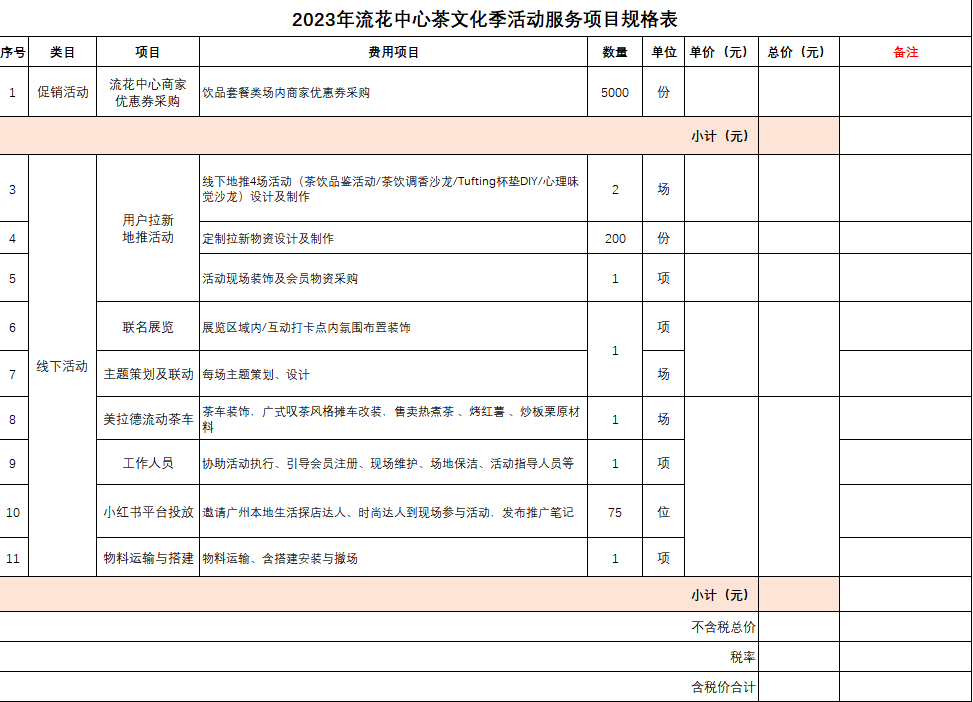 2023年流花中心茶文化季活动服务项目规格表
序号 类目 项目 费用项目 数量 单位 单价（元） 总价（元） 备注
1 促销活动 流花中心商家
优惠券采购 饮品套餐类场内商家优惠券采购 5000 份
小计（元）
3 线下地推4场活动（茶饮品鉴活动/茶饮调香沙龙/Tufting杯垫DIY/心理味
觉沙龙）设计及制作 2 场
用户拉新
地推活动
4 定制拉新物资设计及制作 200 份
5 活动现场装饰及会员物资采购 1 项
6 联名展览 展览区域内/互动打卡点内氛围布置装饰 项
1
线下活动
7 主题策划及联动 每场主题策划、设计 场
8 美拉德流动茶车 茶车装饰，广式叹茶风格摊车改装，售卖热煮茶 、烤红薯 、炒板栗原材
料 1 场
9 工作人员 协助活动执行、引导会员注册、现场维护、场地保洁、活动指导人员等 1 项
10 小红书平台投放 邀请广州本地生活探店达人、时尚达人到现场参与活动，发布推广笔记 75 位
11 物料运输与搭建 物料运输、含搭建安装与撤场 1 项
小计（元）
不含税总价
税率
含税价合计